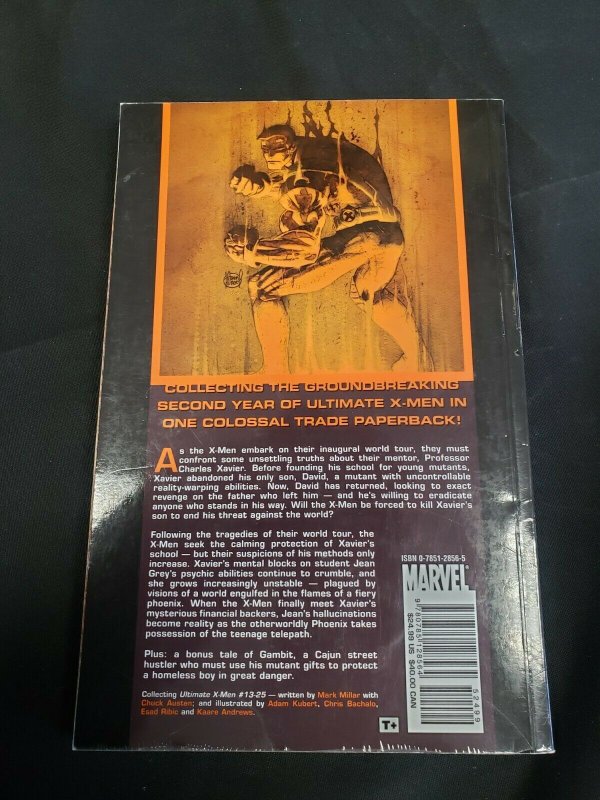 COLLECTING THE GROUNDBREAKING
SECOND YEAR OF ULTIMATE X-MEN IN
ONE COLOSSAL TRADE PAPERBACK!
As the X-Men embark on their inaugural world tour, they must
confront some unsettling truths about their mentor, Professor
Charles Xavier. Before founding his school for young mutants,
Xavier abandoned his only son, David, a mutant with uncontrollable
reality-warping abilities. Now, David has returned, looking to exact
revenge on the father who left him — and he's willing to eradicate
anyone who stands in his way. Will the X-Men be forced to kill Xavier's
son to end his threat against the world?
Following the tragedies of their world tour, the
X-Men seek the calming protection of Xavier's
school — but their suspicions of his methods only
increase. Xavier's mental blocks on student Jean
Grey's psychic abilities continue to crumble, and
she grows increasingly unstable — plagued by
visions of a world engulfed in the flames of a fiery
phoenix. When the X-Men finally meet Xavier's
mysterious financial backers, Jean's hallucinations
become reality as the otherworldly Phoenix takes
possession of the teenage telepath.
Plus: a bonus tale of Gambit, a Cajun street
hustler who must use his mutant gifts to protect
a homeless boy in great danger.
Collecting Ultimate X-Men #13-25 — written by Mark Millar with
Chuck Austen; and illustrated by Adam Kubert, Chris Bachalo,
Esad Ribic and Kaare Andrews.
ISBN 0-7851-2856-5
MARVEL
9 780785 128564
52499
$24.99 US $40.00 CAN
T+